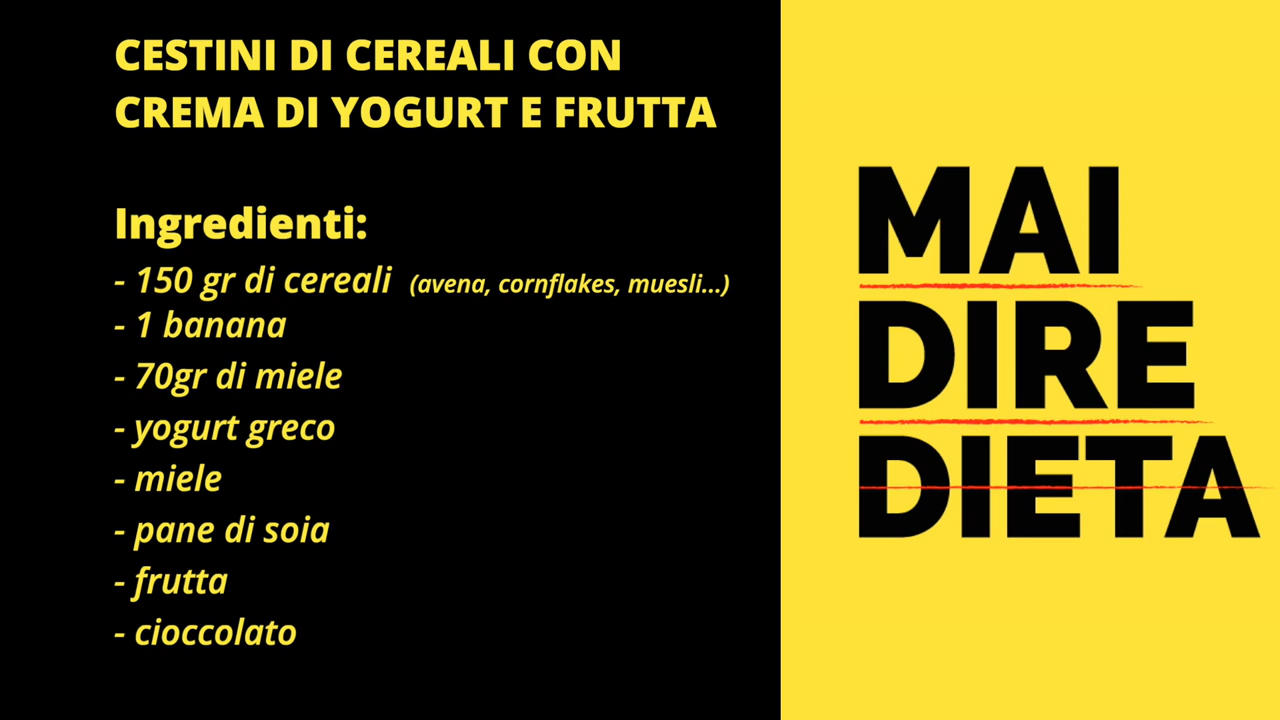 CESTINI DI CEREALI CON
CREMA DI YOGURT E FRUTTA
Ingredienti:
- 150 gr di cereali (avena, cornflakes, muesli...)
- 1 banana
- 70gr di miele
- yogurt greco
- miele
- pane di soia
- frutta
- cioccolato
MAI
DIRE
DIETA